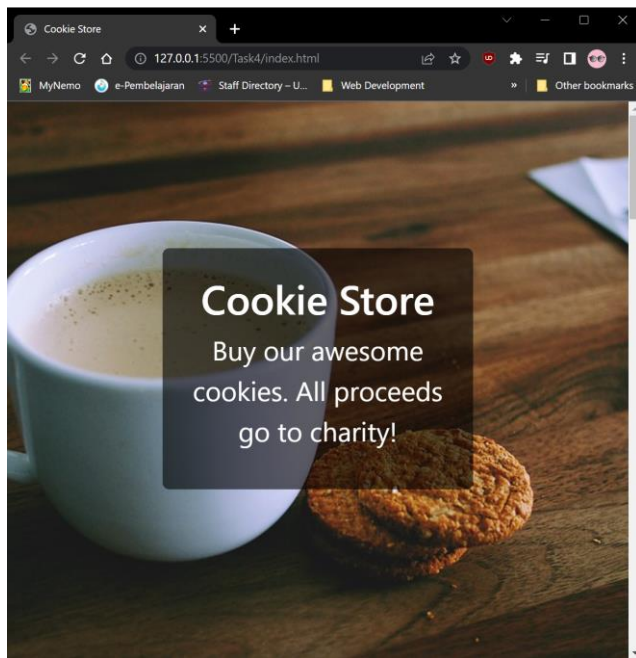 Cookie Store
127.0.0.1:5500/Task4/index.html
MyNemo e-Pembelajaran Staff Directory – U... Web Development » Other bookmarks
Cookie Store
Buy our awesome
cookies. All proceeds
go to charity!